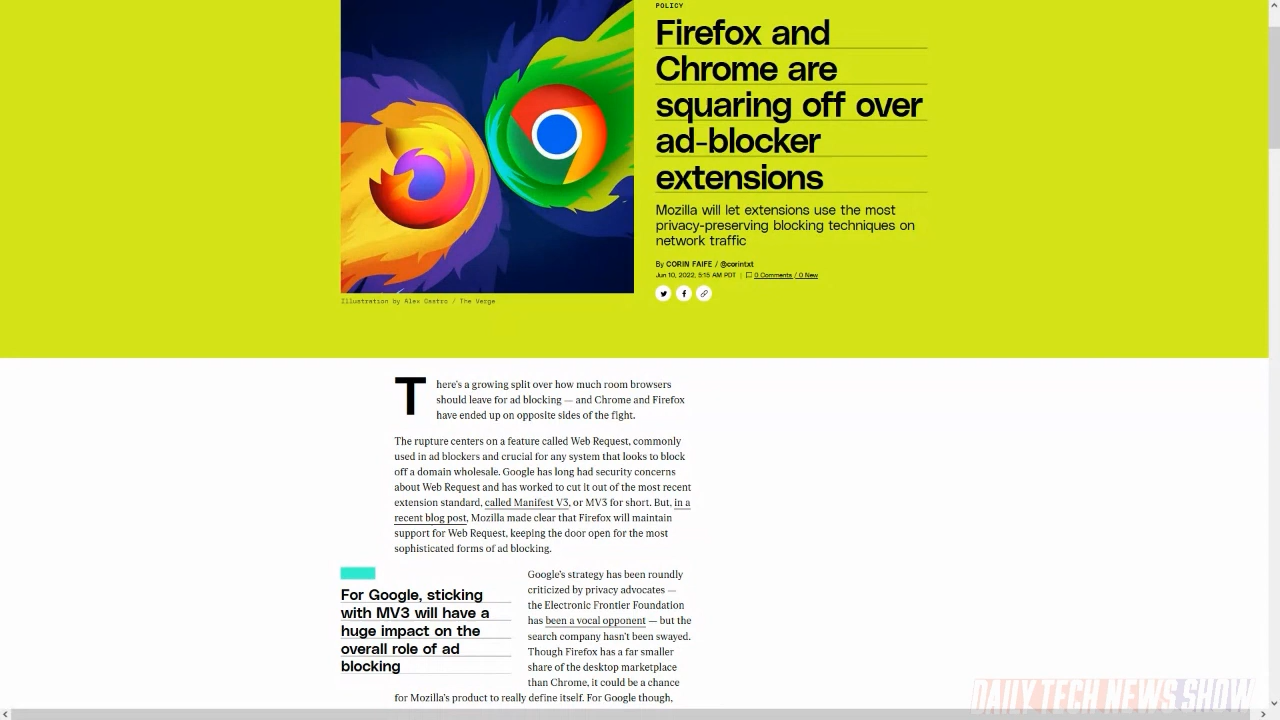 POLICY
Firefox and
Chrome are
squaring off over
ad-blocker
extensions
Mozilla will let extensions use the most
privacy-preserving blocking techniques on
network traffic
By CORIN FAIFE / @corintxt
Jun 10, 2022, 5:15 AM PDT | 0 Comments / 0 New
Illustration by Alex Castro / The Verge
There's a growing split over how much room browsers
should leave for ad blocking — and Chrome and Firefox
have ended up on opposite sides of the fight.
The rupture centers on a feature called Web Request, commonly
used in ad blockers and crucial for any system that looks to block
off a domain wholesale. Google has long had security concerns
about Web Request and has worked to cut it out of the most recent
extension standard, called Manifest V3, or MV3 for short. But, in a
recent blog post, Mozilla made clear that Firefox will maintain
support for Web Request, keeping the door open for the most
sophisticated forms of ad blocking.
For Google, sticking
with MV3 will have a
huge impact on the
overall role of ad
blocking
Google's strategy has been roundly
criticized by privacy advocates —
the Electronic Frontier Foundation
has been a vocal opponent — but the
search company hasn't been swayed.
Though Firefox has a far smaller
share of the desktop marketplace
than Chrome, it could be a chance
for Mozilla's product to really define itself. For Google though,
DAILY TECH NEWS SHOW